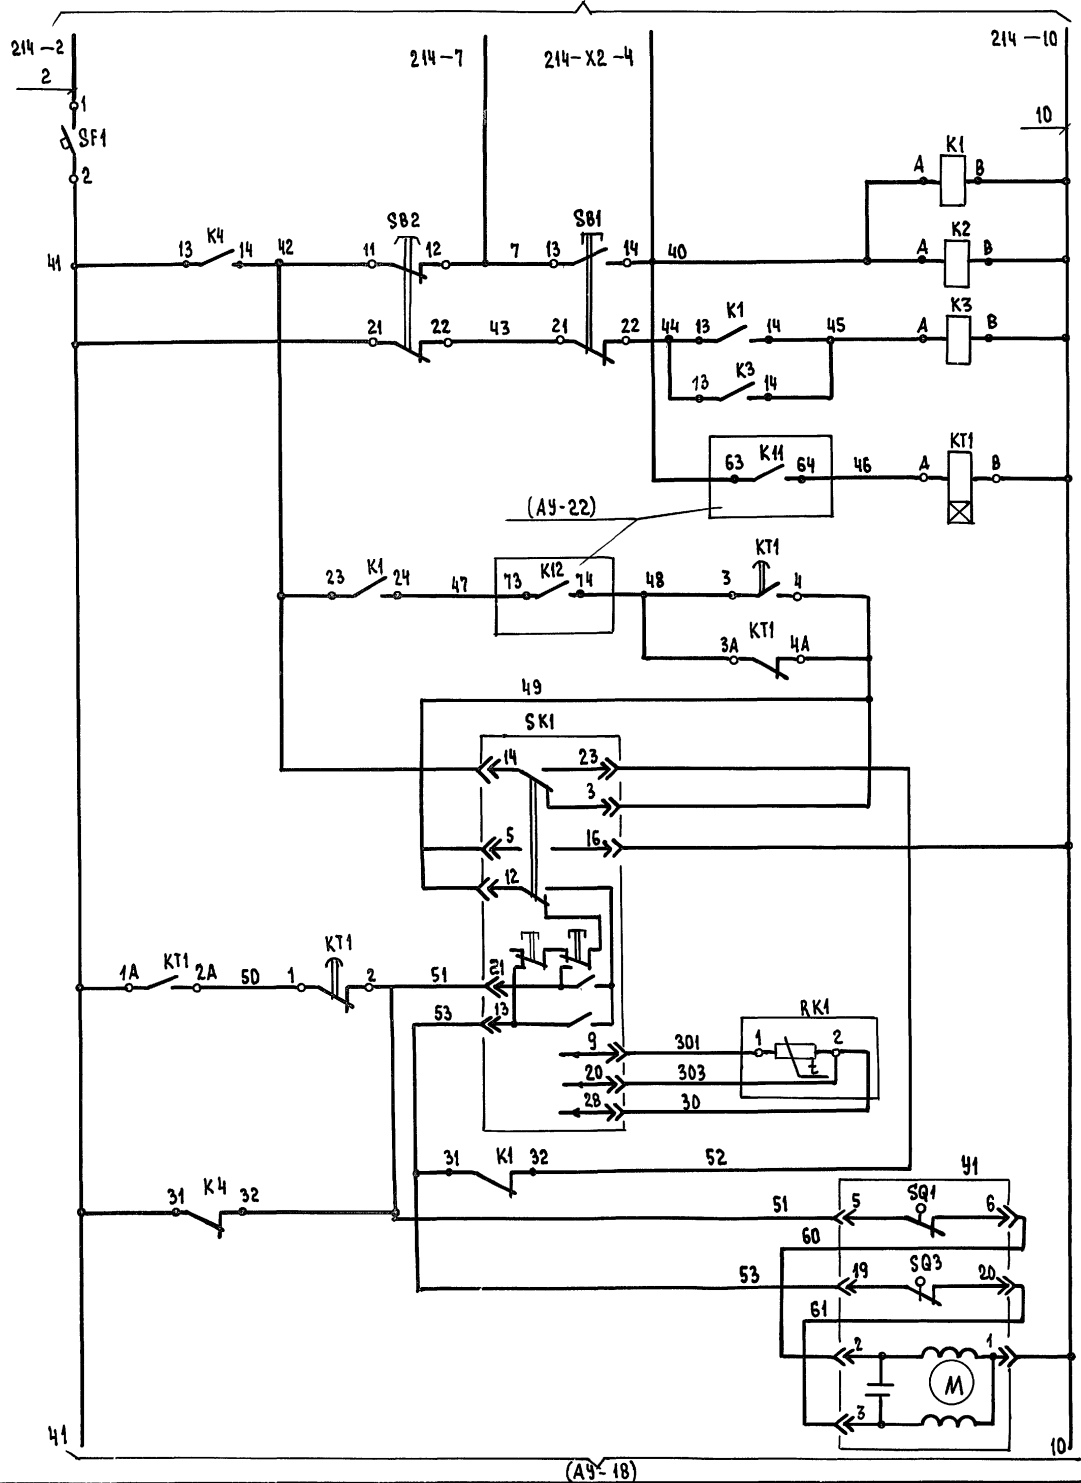 214-2
214-7
214-X2-4
214-10
2
1
SF1
2
10
K1
A B
K2
A B
41
13 K4 14 42
SB2
11 12
7
SB1
13 14
40
K3
A B
21 22 43 21 22 44
13 K1 14 45
13 K3 14
63 K11 64 46
KT1
A B
(АУ-22)
23 K1 24 47
73 K12 74 48
KT1
3 4
KT1
3A 4A
49
SK1
14 23
3
5 16
12
1A KT1 2A 50
KT1
1 2
51 21
53 13
9 301
20 303
28 30
RK1
1 2
t
31 K1 32 52
31 K4 32
У1
51 5 SQ1 6
60
53 19 SQ3 20
61
2 1
M
3
41
10
(АУ-18)